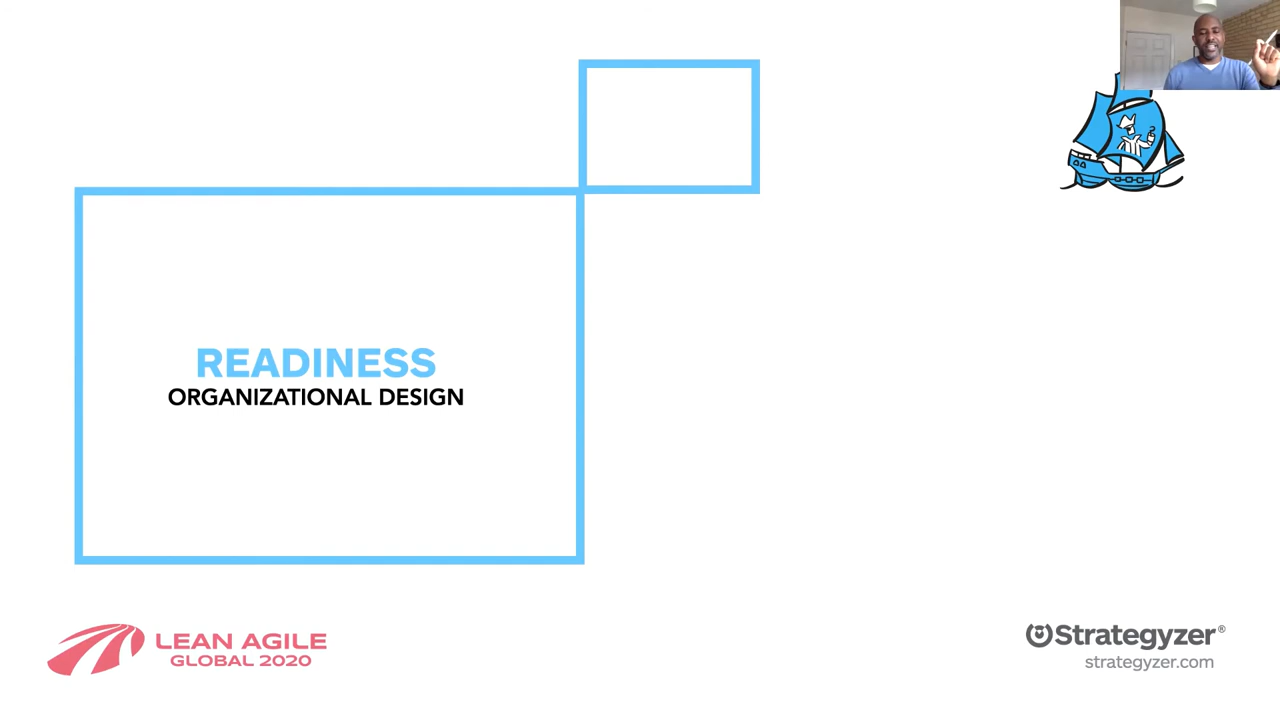 READINESS
ORGANIZATIONAL DESIGN
LEAN AGILE
GLOBAL 2020
Strategyzer®
strategyzer.com